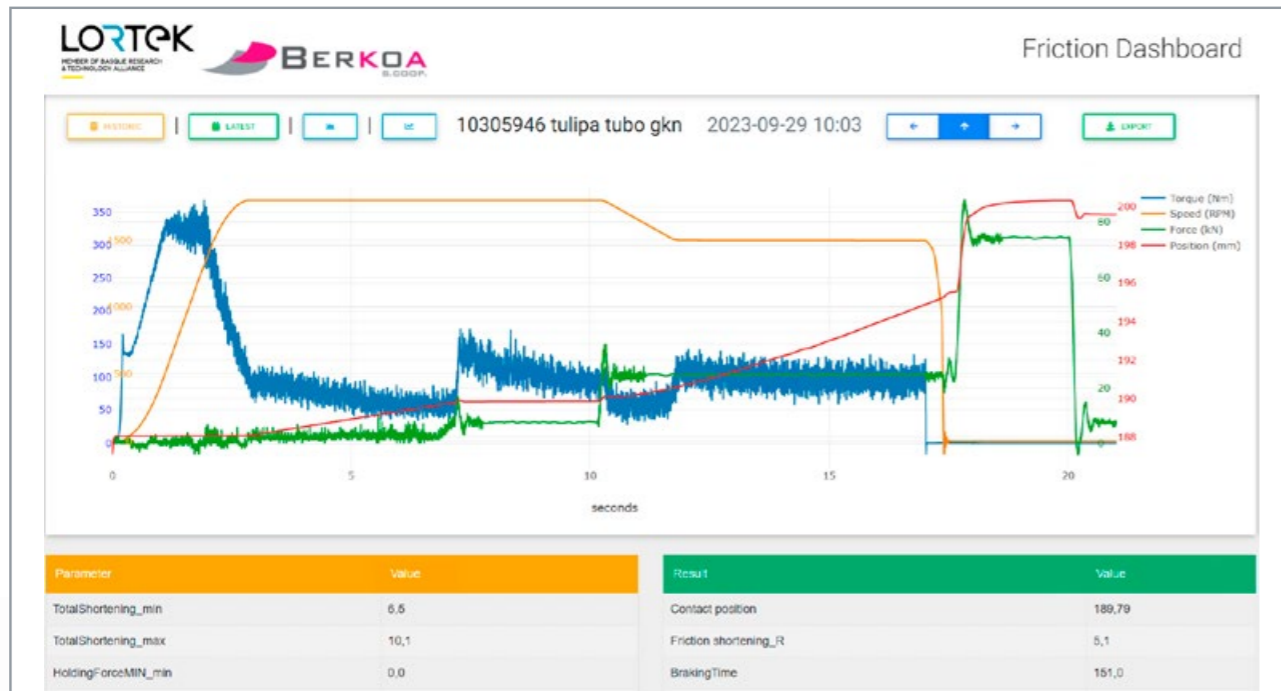 LORTEK
MEMBER OF BASQUE RESEARCH
& TECHNOLOGY ALLIANCE
BERKOA
S.COOP.
Friction Dashboard
HISTORIC | LATEST | | 10305946 tulipa tubo gkn 2023-09-29 10:03 ← ↑ → EXPORT
350
300
250
200
150
100
50
0
1500
1000
500
0
0
5
10
15
20
seconds
80
60
40
20
0
200
198
196
194
192
190
188
Torque (Nm)
Speed (RPM)
Force (kN)
Position (mm)
Parameter Value
TotalShortening_min 6,5
TotalShortening_max 10,1
HoldingForceMIN_min 0,0
Result Value
Contact position 189,79
Friction shortening_R 5,1
BrakingTime 151,0